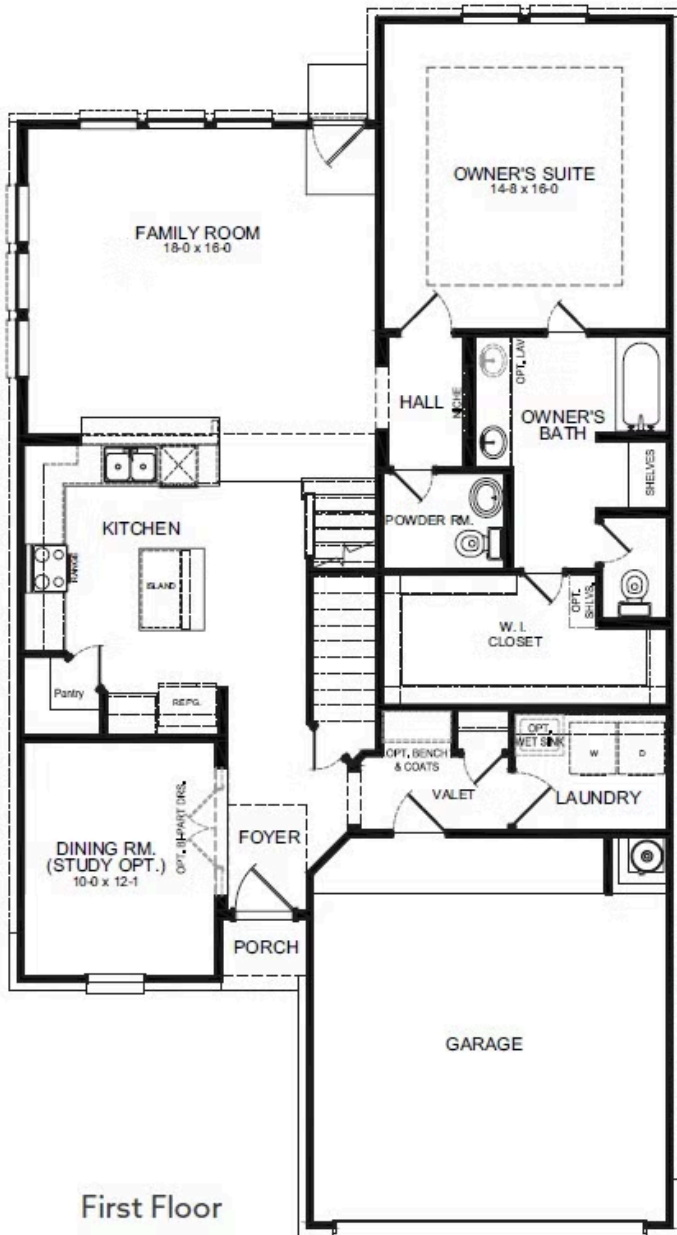 OWNER'S SUITE
14-8 x 16-0
FAMILY ROOM
18-0 x 16-0
HALL
NICHE
OPT. LAV
OWNER'S
BATH
SHELVES
KITCHEN
POWDER RM.
RANGE
ISLAND
W. I.
CLOSET
OPT.
SHLVS.
Pantry
REFG.
OPT. BENCH
& COATS
OPT.
WET SINK
W
D
VALET
LAUNDRY
DINING RM.
(STUDY OPT.)
10-0 x 12-1
OPT. BI-PART DRS.
FOYER
PORCH
GARAGE
First Floor